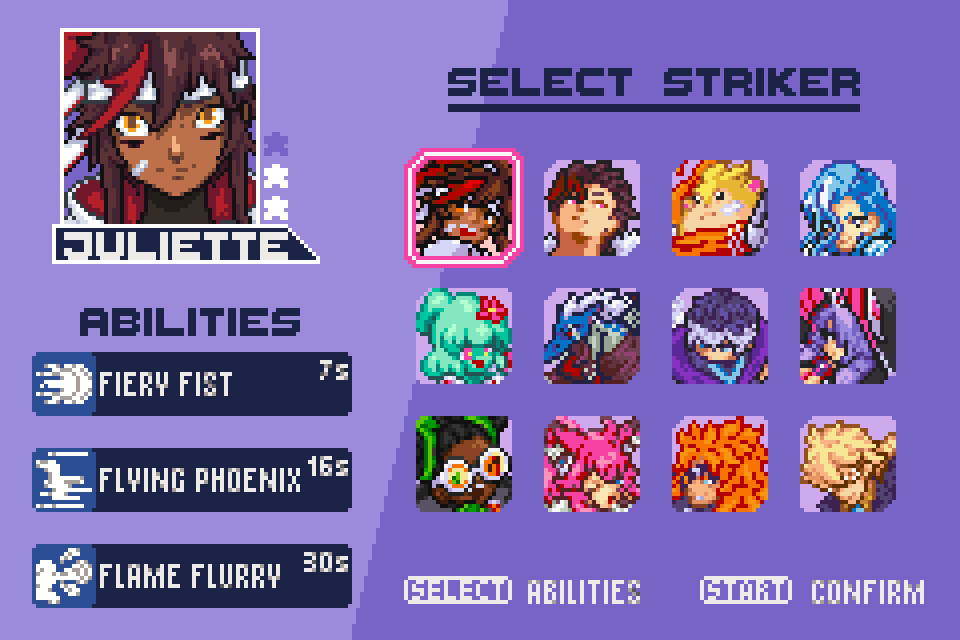 SELECT STRIKER
JULIETTE
ABILITIES
FIERY FIST 7s
FLYING PHOENIX 16s
FLAME FLURRY 30s
SELECT ABILITIES START CONFIRM